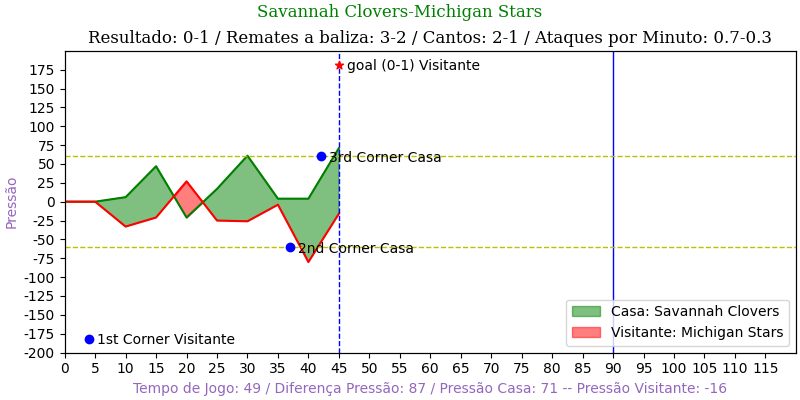 Savannah Clovers-Michigan Stars
Resultado: 0-1 / Remates a baliza: 3-2 / Cantos: 2-1 / Ataques por Minuto: 0.7-0.3
Pressão
175
150
125
100
75
50
25
0
-25
-50
-75
-100
-125
-150
-175
-200
goal (0-1) Visitante
3rd Corner Casa
2nd Corner Casa
1st Corner Visitante
Casa: Savannah Clovers
Visitante: Michigan Stars
0 5 10 15 20 25 30 35 40 45 50 55 60 65 70 75 80 85 90 95 100 105 110 115
Tempo de Jogo: 49 / Diferença Pressão: 87 / Pressão Casa: 71 -- Pressão Visitante: -16